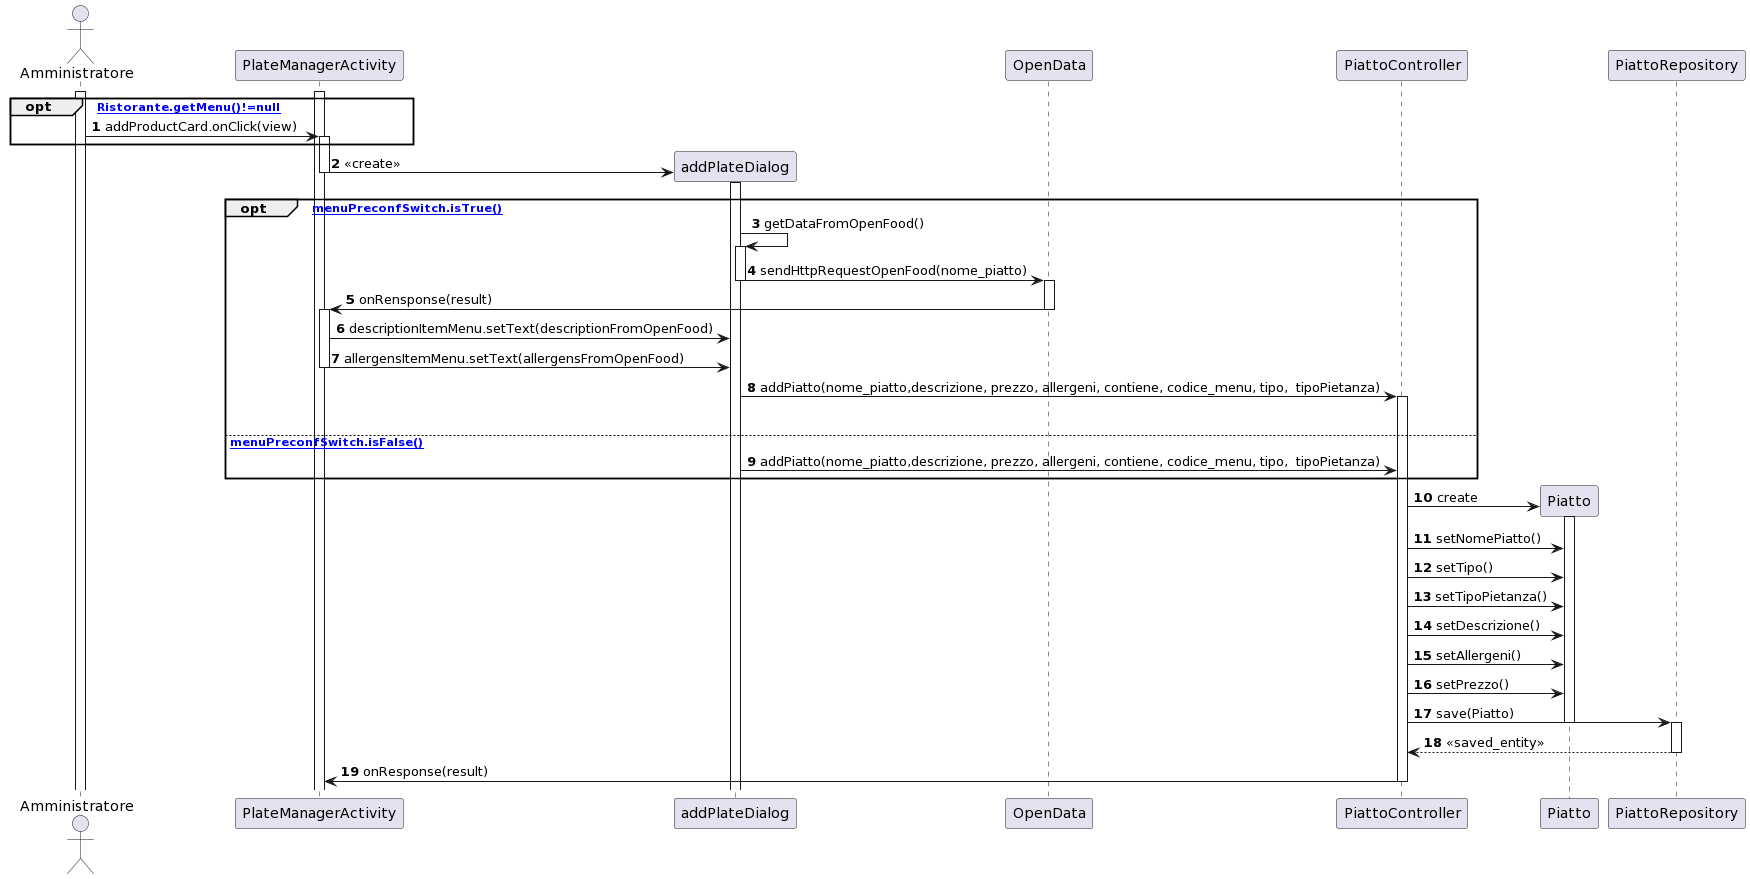 Amministratore
PlateManagerActivity
OpenData
PiattoController
PiattoRepository
opt Ristorante.getMenu()!=null
1 addProductCard.onClick(view)
2 «create»
addPlateDialog
opt menuPreconfSwitch.isTrue()
3 getDataFromOpenFood()
4 sendHttpRequestOpenFood(nome_piatto)
5 onRensponse(result)
6 descriptionItemMenu.setText(descriptionFromOpenFood)
7 allergensItemMenu.setText(allergensFromOpenFood)
8 addPiatto(nome_piatto,descrizione, prezzo, allergeni, contiene, codice_menu, tipo,  tipoPietanza)
menuPreconfSwitch.isFalse()
9 addPiatto(nome_piatto,descrizione, prezzo, allergeni, contiene, codice_menu, tipo,  tipoPietanza)
10 create
Piatto
11 setNomePiatto()
12 setTipo()
13 setTipoPietanza()
14 setDescrizione()
15 setAllergeni()
16 setPrezzo()
17 save(Piatto)
18 «saved_entity»
19 onResponse(result)
Amministratore
PlateManagerActivity
addPlateDialog
OpenData
PiattoController
Piatto
PiattoRepository